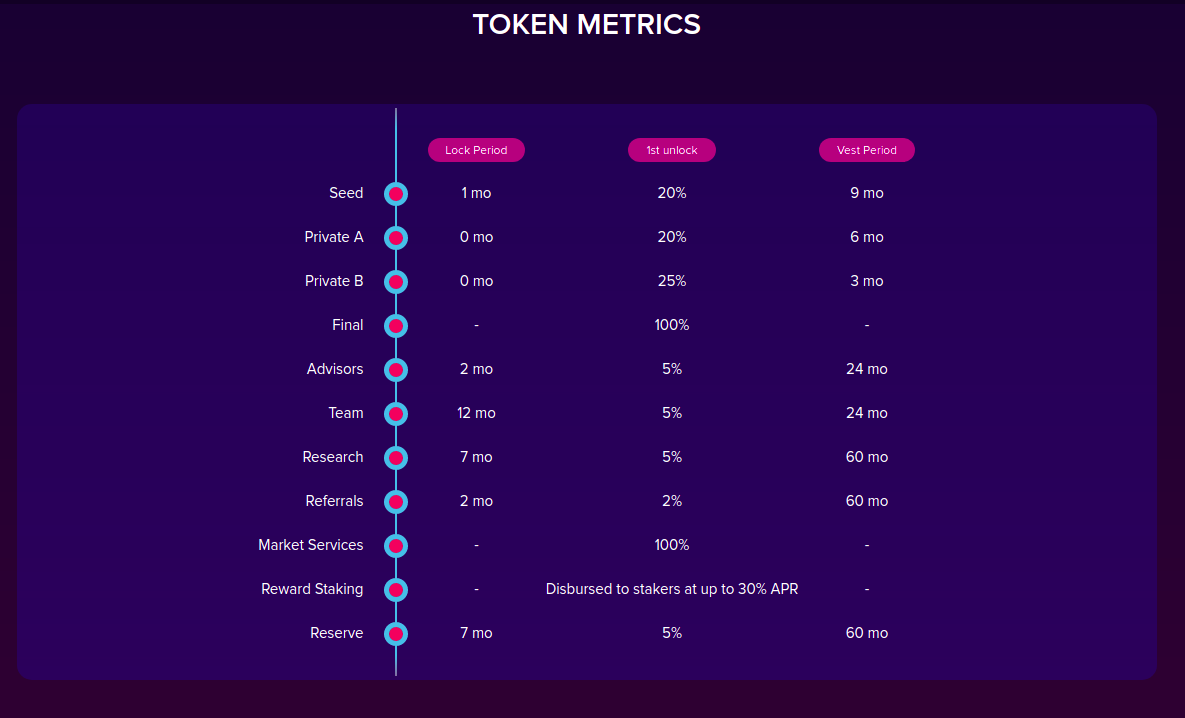 TOKEN METRICS
Lock Period 1st unlock Vest Period
Seed 1 mo 20% 9 mo
Private A 0 mo 20% 6 mo
Private B 0 mo 25% 3 mo
Final - 100% -
Advisors 2 mo 5% 24 mo
Team 12 mo 5% 24 mo
Research 7 mo 5% 60 mo
Referrals 2 mo 2% 60 mo
Market Services - 100% -
Reward Staking - Disbursed to stakers at up to 30% APR -
Reserve 7 mo 5% 60 mo